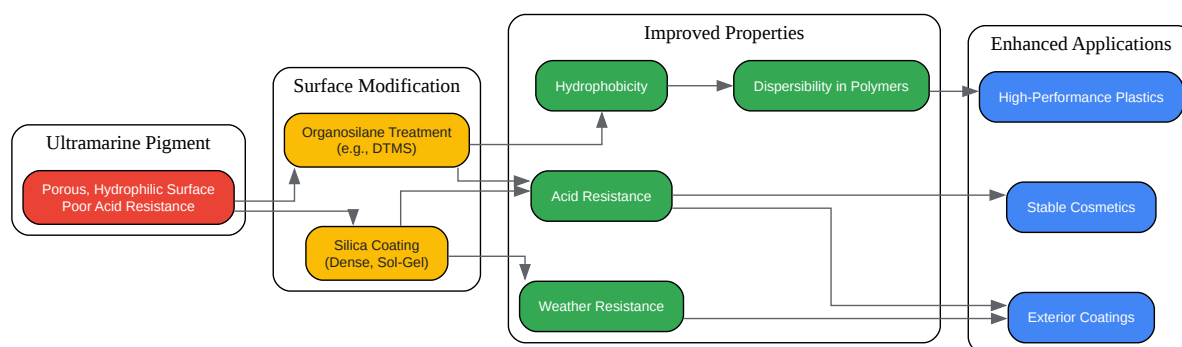 Ultramarine Pigment
Porous, Hydrophilic Surface
Poor Acid Resistance
Surface Modification
Organosilane Treatment
(e.g., DTMS)
Silica Coating
(Dense, Sol-Gel)
Improved Properties
Hydrophobicity
Dispersibility in Polymers
Acid Resistance
Weather Resistance
Enhanced Applications
High-Performance Plastics
Stable Cosmetics
Exterior Coatings